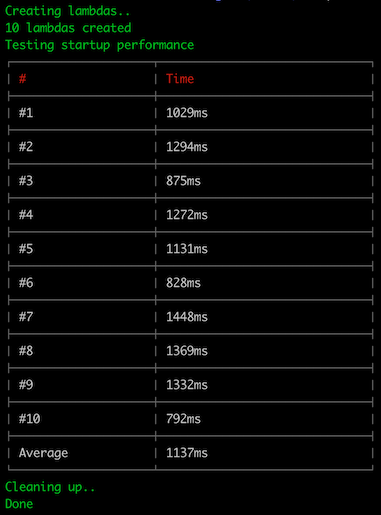 Creating lambdas..
10 lambdas created
Testing startup performance
# Time
#1 1029ms
#2 1294ms
#3 875ms
#4 1272ms
#5 1131ms
#6 828ms
#7 1448ms
#8 1369ms
#9 1332ms
#10 792ms
Average 1137ms
Cleaning up..
Done